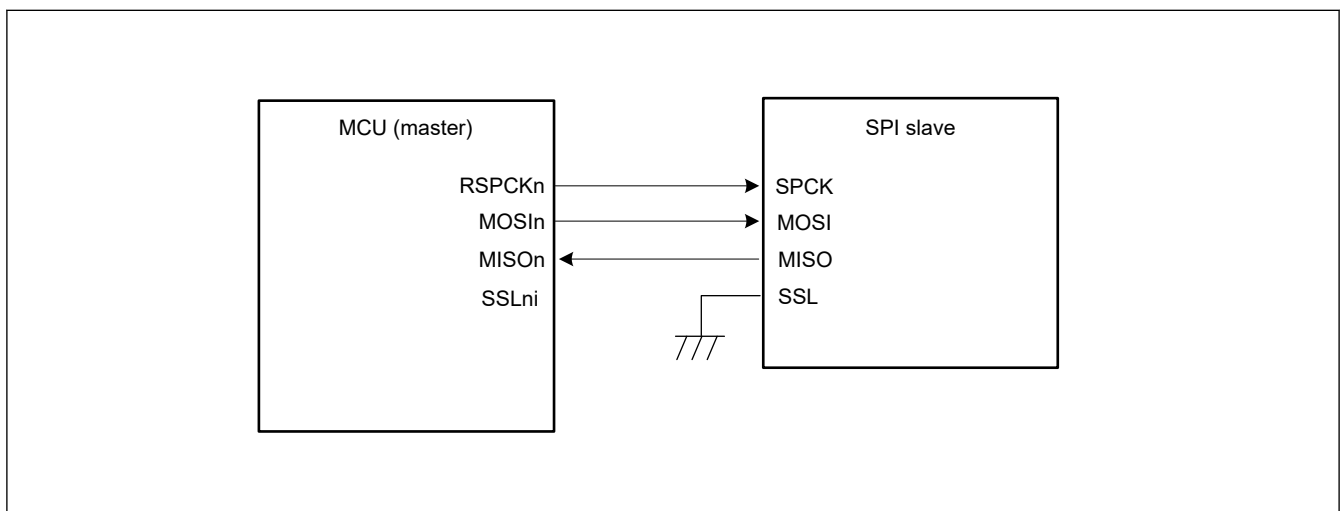 MCU (master)
SPI slave
RSPCKn
SPCK
MOSIn
MOSI
MISOn
MISO
SSLni
SSL